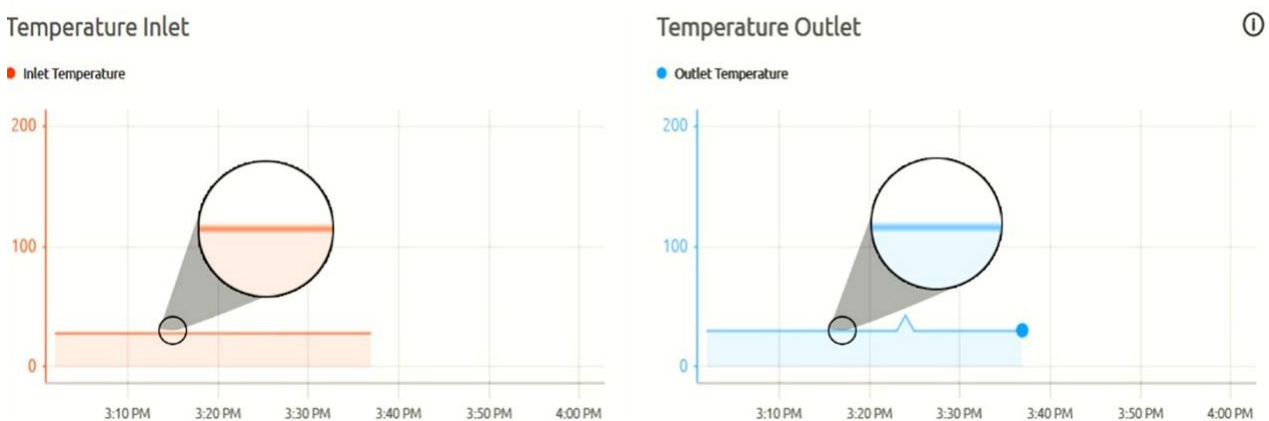 Temperature Inlet
Inlet Temperature
200
100
0
3:10 PM 3:20 PM 3:30 PM 3:40 PM 3:50 PM 4:00 PM
Temperature Outlet
Outlet Temperature
200
100
0
3:10 PM 3:20 PM 3:30 PM 3:40 PM 3:50 PM 4:00 PM